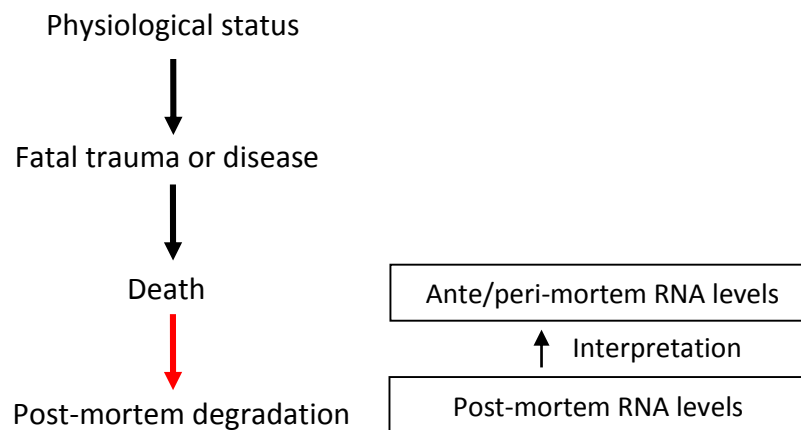 Physiological status
Fatal trauma or disease
Death
Ante/peri-mortem RNA levels
Interpretation
Post-mortem degradation
Post-mortem RNA levels